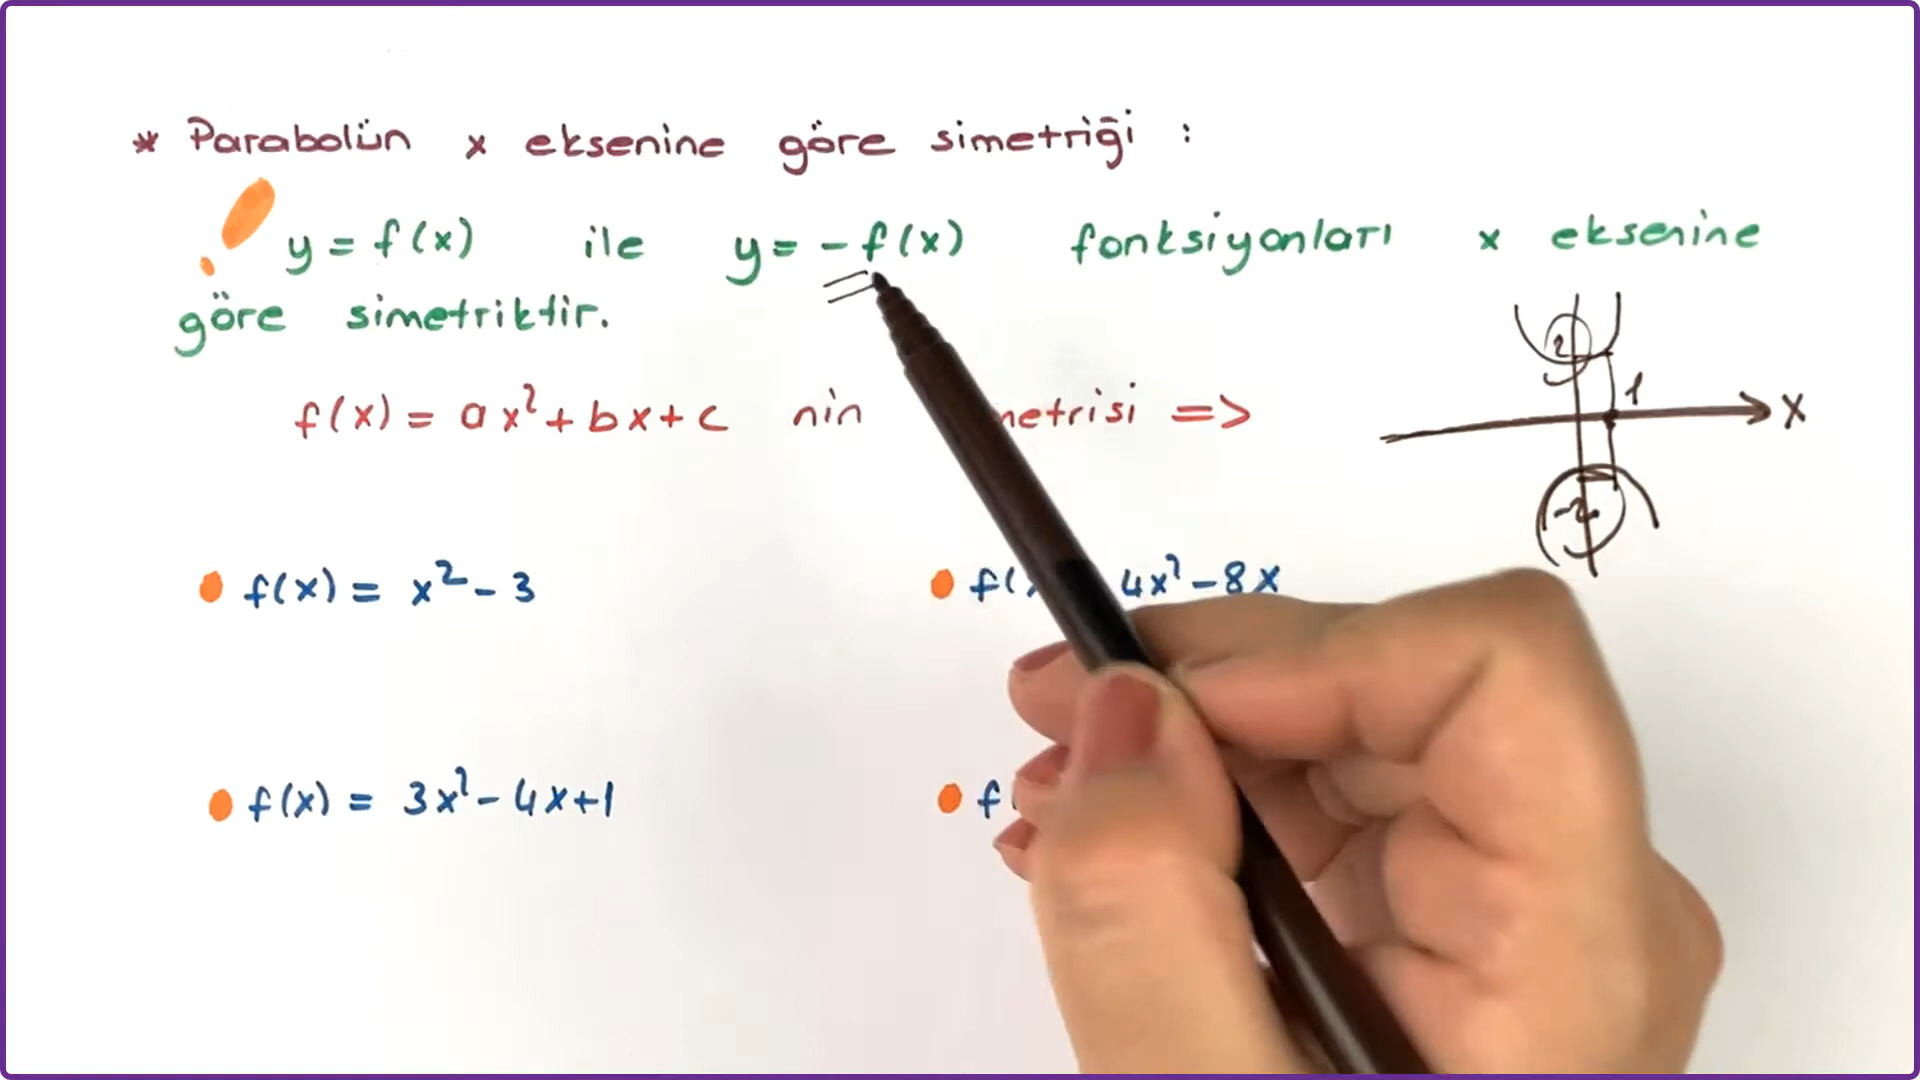 * Parabolün x eksenine göre simetriği :
y = f(x) ile y = -f(x) fonksiyonları x eksenine
göre simetriktir.
f(x) = ax²+bx+c nin =>
2
1
x
-2
f(x) = x² - 3
4x² - 8x
f(x) = 3x² - 4x+1